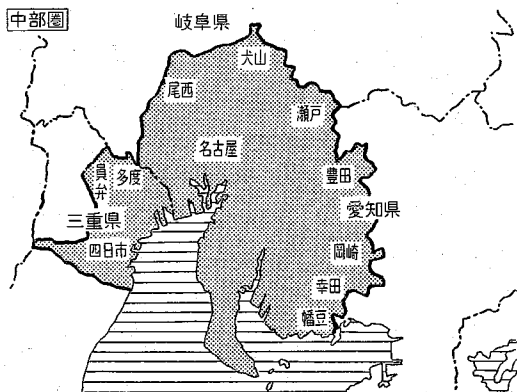 中部圏
岐阜県
犬山
尾西
瀬戸
名古屋
員弁
多度
豊田
三重県
愛知県
四日市
岡崎
幸田
幡豆